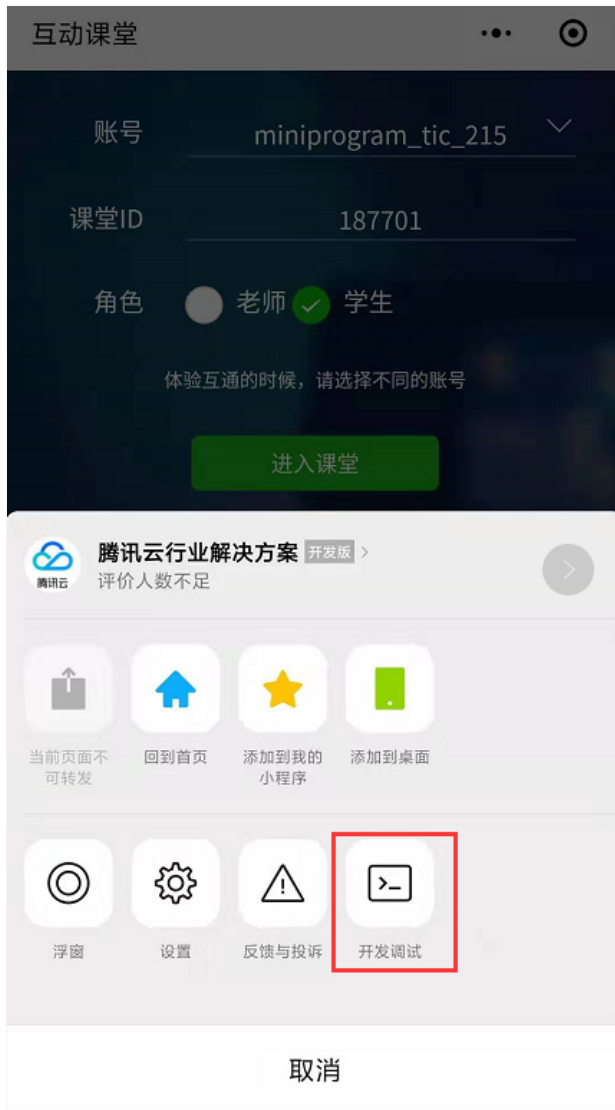 互动课堂
账号 miniprogram_tic_215
课堂ID 187701
角色 老师 学生
体验互通的时候，请选择不同的账号
进入课堂
腾讯云行业解决方案 开发版
腾讯云 评价人数不足
当前页面不
可转发
回到首页
添加到我的
小程序
添加到桌面
浮窗
设置
反馈与投诉
开发调试
取消